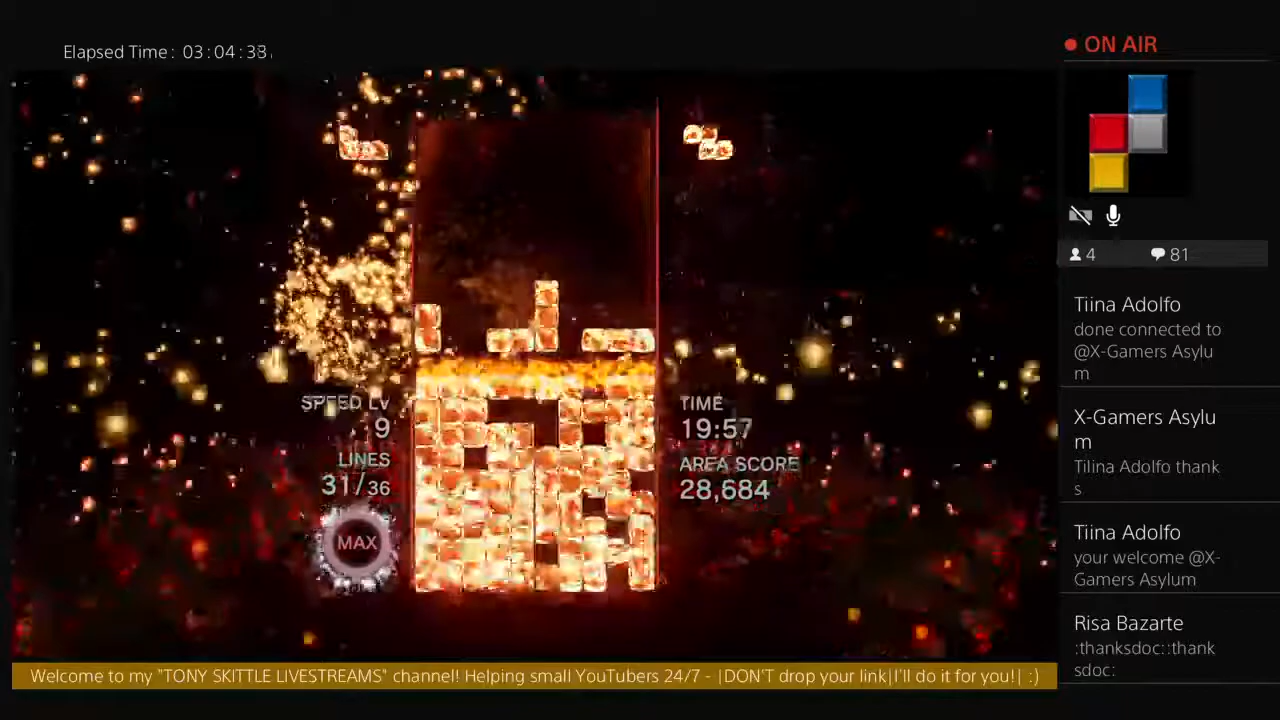 Elapsed Time: 03:04:33
ON AIR
4
81
Tiina Adolfo
done connected to
@X-Gamers Asylu
m
X-Gamers Asylu
m
Tilina Adolfo thank
s
Tiina Adolfo
your welcome @X-
Gamers Asylum
Risa Bazarte
:thanksdoc::thank
sdoc:
SPEED Lv
9
LINES
31/36
MAX
TIME
19:57
AREA SCORE
28,684
Welcome to my "TONY SKITTLE LIVESTREAMS" channel! Helping small YouTubers 24/7 - |DON'T drop your link|I'll do it for you!| :)